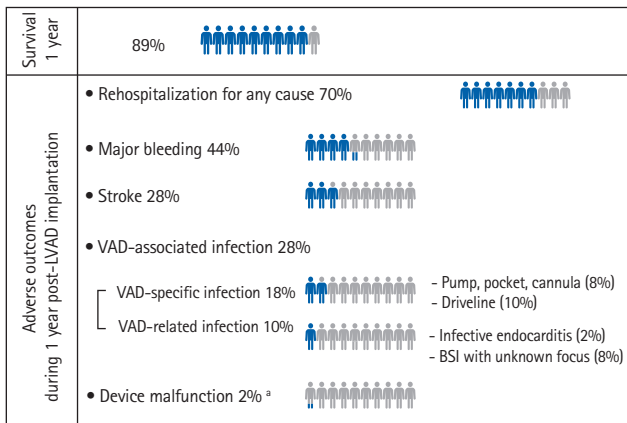 Survival
1 year
89%
Adverse outcomes
during 1 year post-LVAD implantation
• Rehospitalization for any cause 70%
• Major bleeding 44%
• Stroke 28%
• VAD-associated infection 28%
VAD-specific infection 18%
- Pump, pocket, cannula (8%)
- Driveline (10%)
VAD-related infection 10%
- Infective endocarditis (2%)
- BSI with unknown focus (8%)
• Device malfunction 2% a